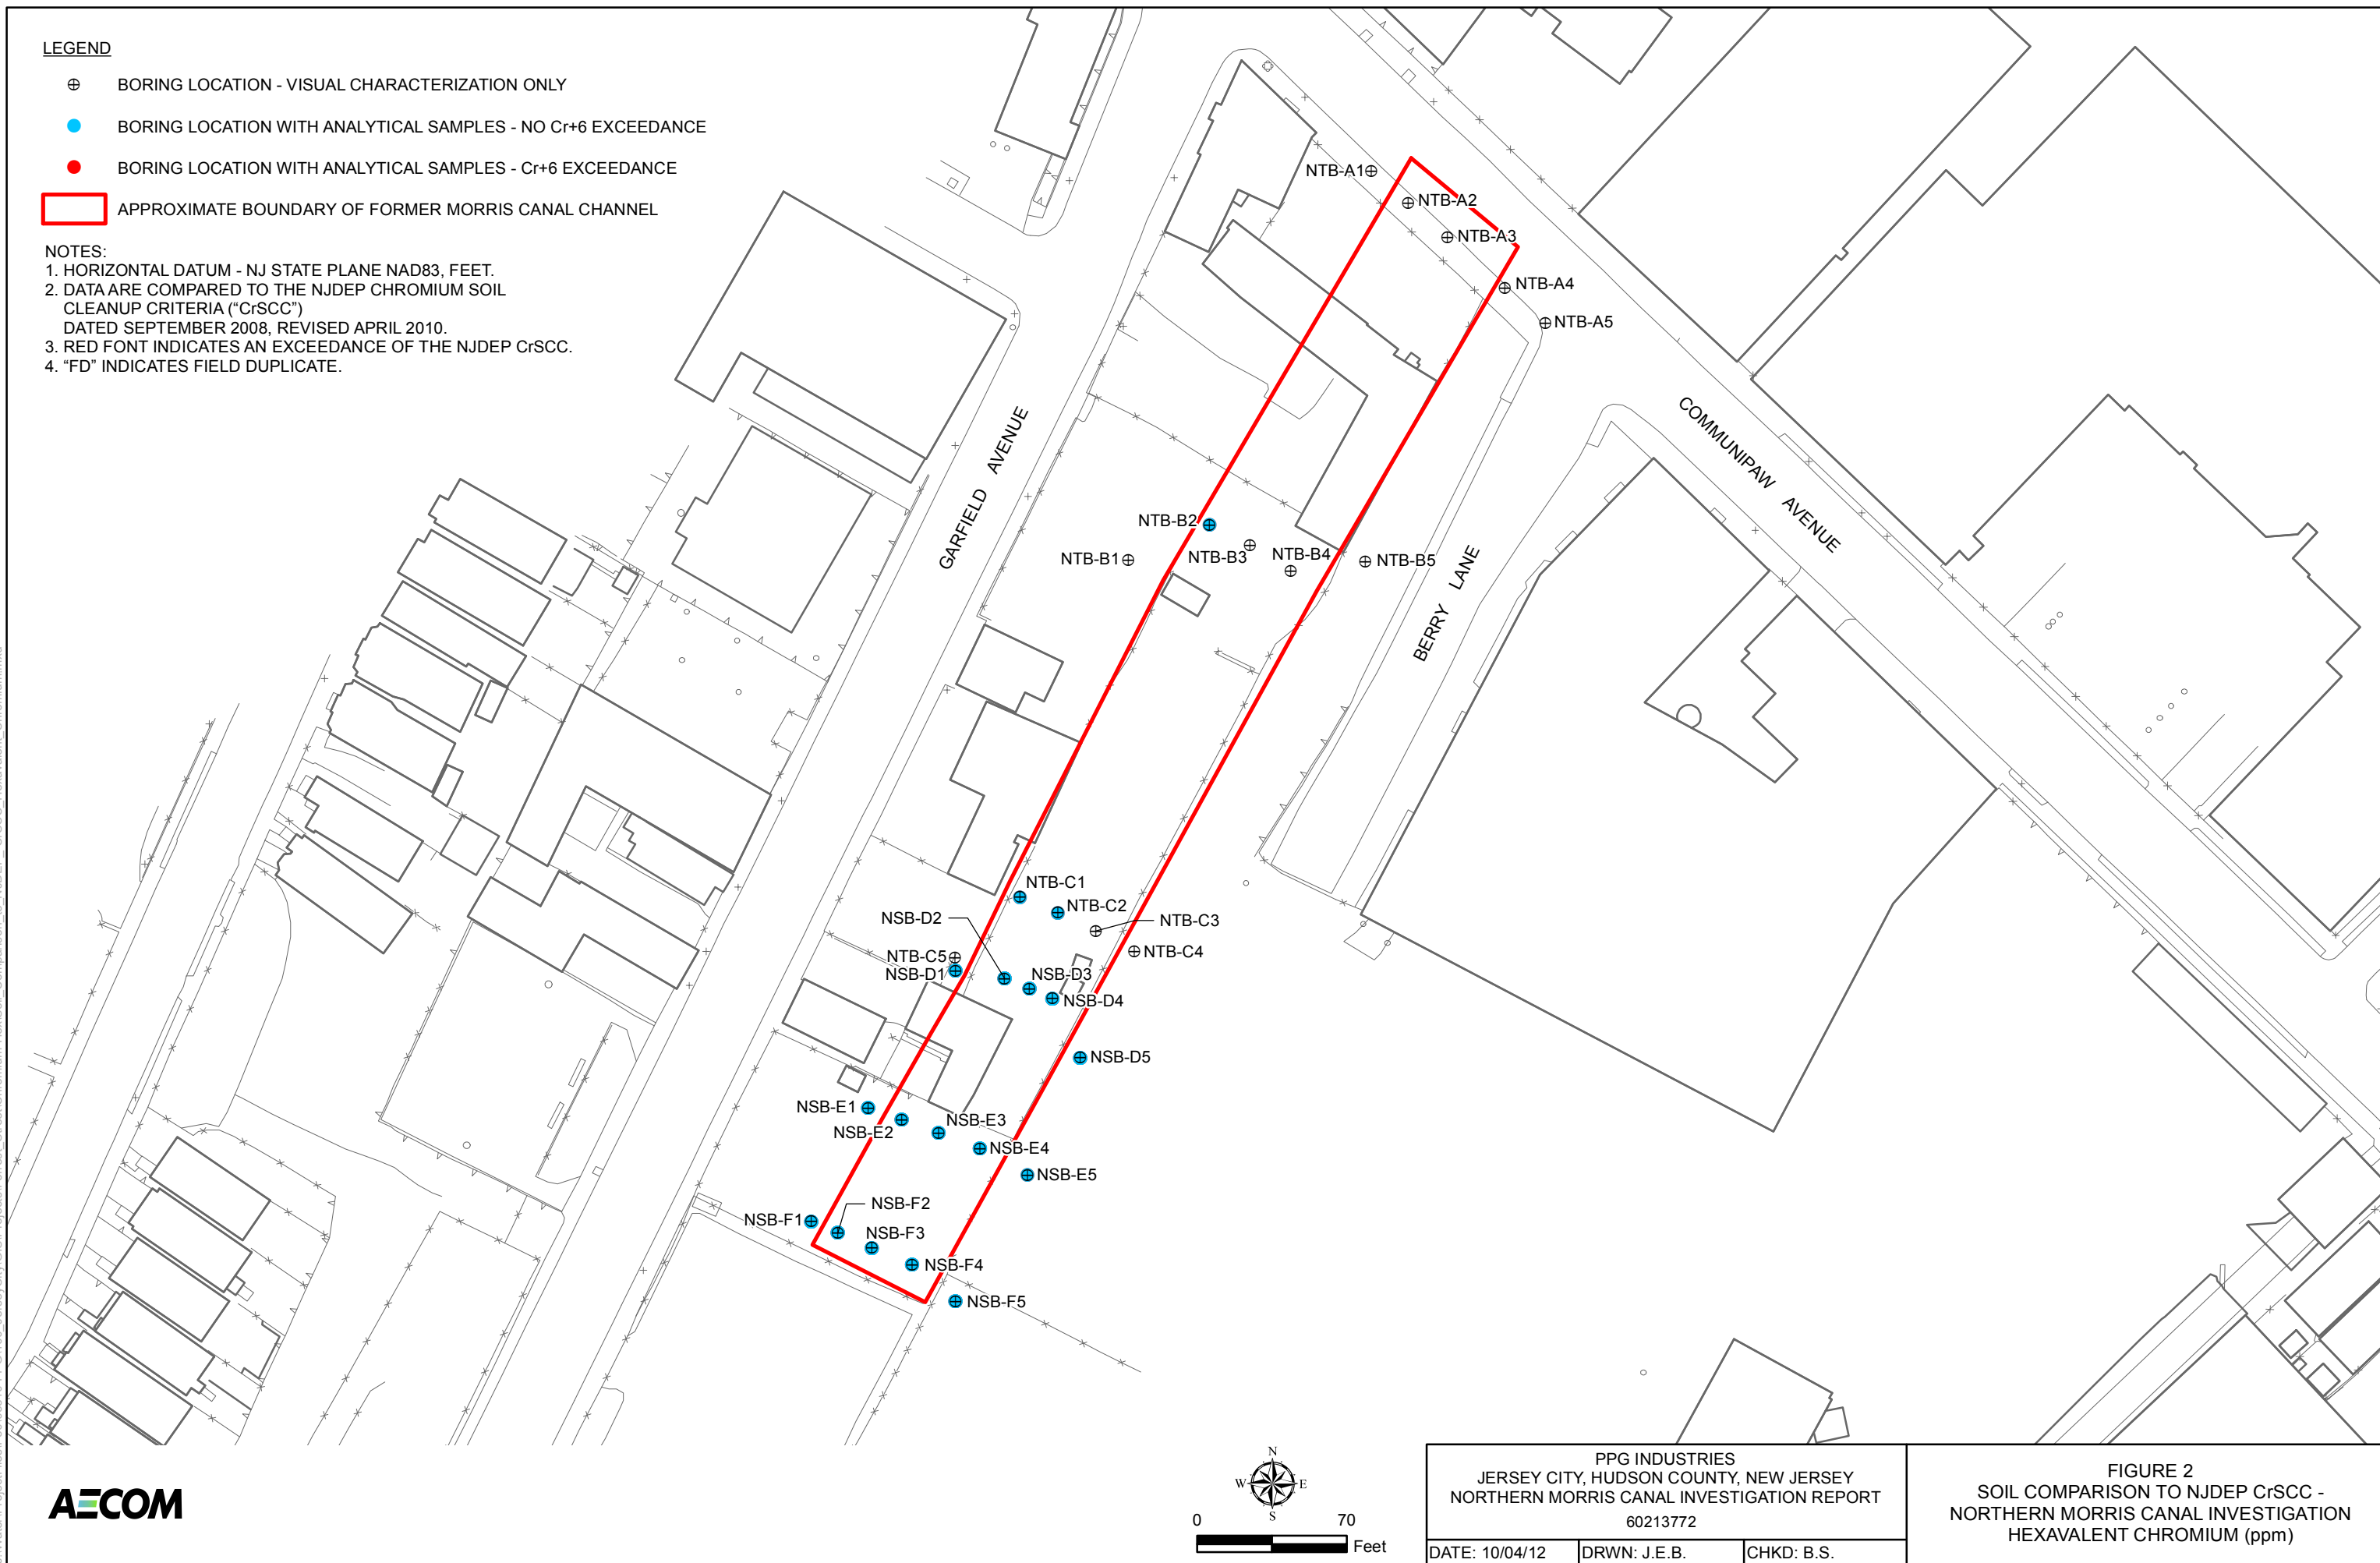 LEGEND
BORING LOCATION - VISUAL CHARACTERIZATION ONLY
BORING LOCATION WITH ANALYTICAL SAMPLES - NO Cr+6 EXCEEDANCE
BORING LOCATION WITH ANALYTICAL SAMPLES - Cr+6 EXCEEDANCE
APPROXIMATE BOUNDARY OF FORMER MORRIS CANAL CHANNEL
NOTES:
1. HORIZONTAL DATUM - NJ STATE PLANE NAD83, FEET.
2. DATA ARE COMPARED TO THE NJDEP CHROMIUM SOIL
CLEANUP CRITERIA (“CrSCC”)
DATED SEPTEMBER 2008, REVISED APRIL 2010.
3. RED FONT INDICATES AN EXCEEDANCE OF THE NJDEP CrSCC.
4. “FD” INDICATES FIELD DUPLICATE.
NTB-A1
NTB-A2
NTB-A3
NTB-A4
NTB-A5
GARFIELD AVENUE
COMMUNIPAW AVENUE
BERRY LANE
NTB-B2
NTB-B1
NTB-B3
NTB-B4
NTB-B5
NTB-C1
NTB-C2
NSB-D2
NTB-C3
NTB-C5
NTB-C4
NSB-D1
NSB-D3
NSB-D4
NSB-D5
NSB-E1
NSB-E2
NSB-E3
NSB-E4
NSB-E5
NSB-F2
NSB-F1
NSB-F3
NSB-F4
NSB-F5
AECOM
N
W E
S
0 70
Feet
PPG INDUSTRIES
JERSEY CITY, HUDSON COUNTY, NEW JERSEY
NORTHERN MORRIS CANAL INVESTIGATION REPORT
60213772
DATE: 10/04/12 DRWN: J.E.B. CHKD: B.S.
FIGURE 2
SOIL COMPARISON TO NJDEP CrSCC -
NORTHERN MORRIS CANAL INVESTIGATION
HEXAVALENT CHROMIUM (ppm)